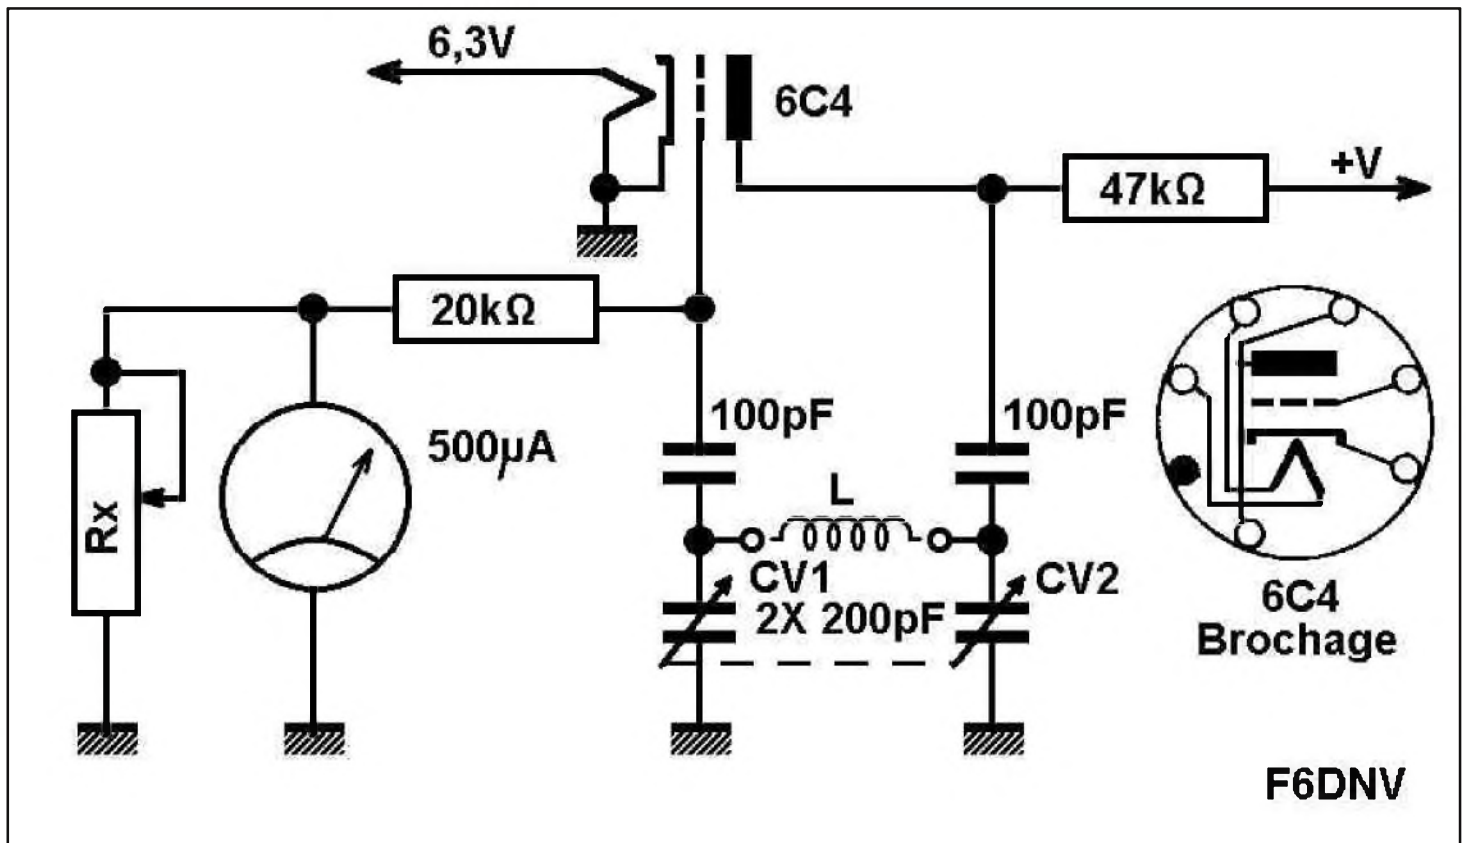 6,3V
6C4
+V
47kΩ
20kΩ
100pF
100pF
500µA
L
Rx
CV1
CV2
2X 200pF
6C4
Brochage
F6DNV